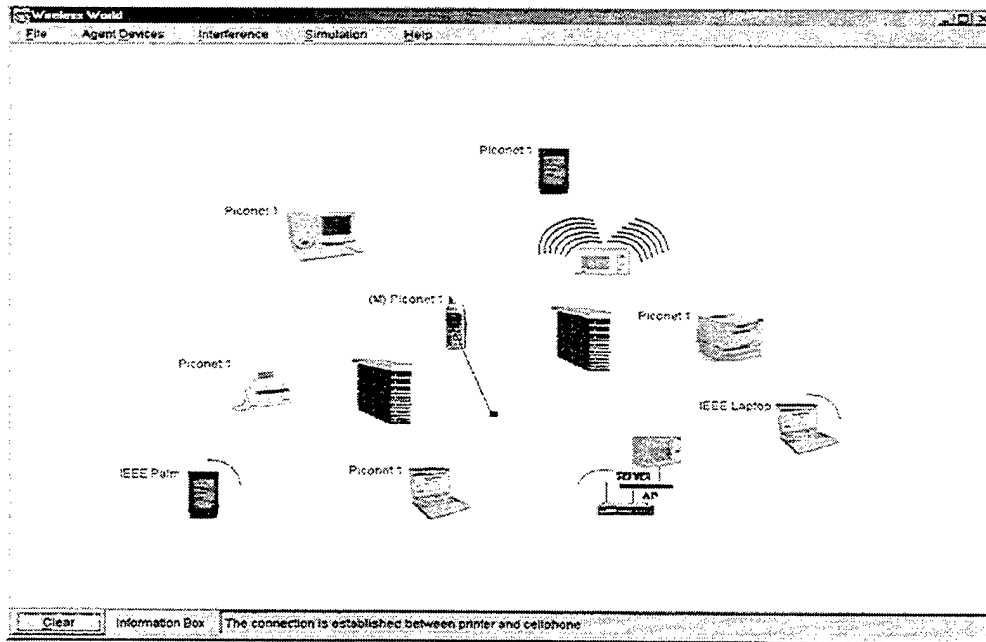 Wireless World
File Agent Devices Interference Simulation Help
Piconet 1
Piconet 1
(M) Piconet 1
Piconet 1
Piconet 1
IEEE Laptop
IEEE Palm
Piconet 1
SERVER
AP
Clear Information Box The connection is established between printer and cellphone